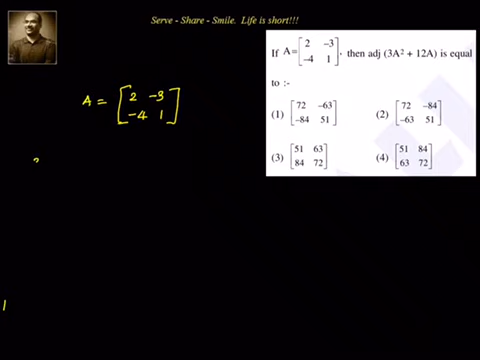 Serve - Share - Smile. Life is short!!!
If A=[2 -3
-4 1], then adj (3A² + 12A) is equal
to :-
(1) [72 -63
-84 51]
(2) [72 -84
-63 51]
(3) [51 63
84 72]
(4) [51 84
63 72]
A = [2 -3
-4 1]